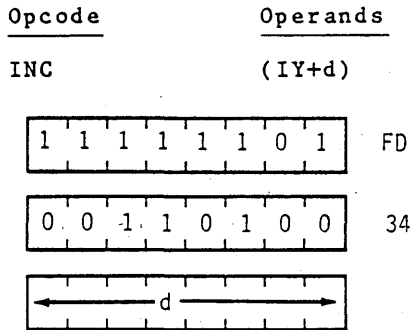 Opcode Operands
INC (IY+d)
1 1 1 1 1 1 0 1 FD
0 0 1 1 0 1 0 0 34
d